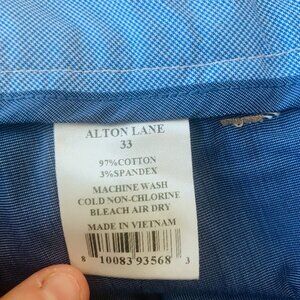 ALTON LANE
33
97%COTTON
3%SPANDEX
MACHINE WASH
COLD NON-CHLORINE
BLEACH AIR DRY
MADE IN VIETNAM
8 10083 93568 3